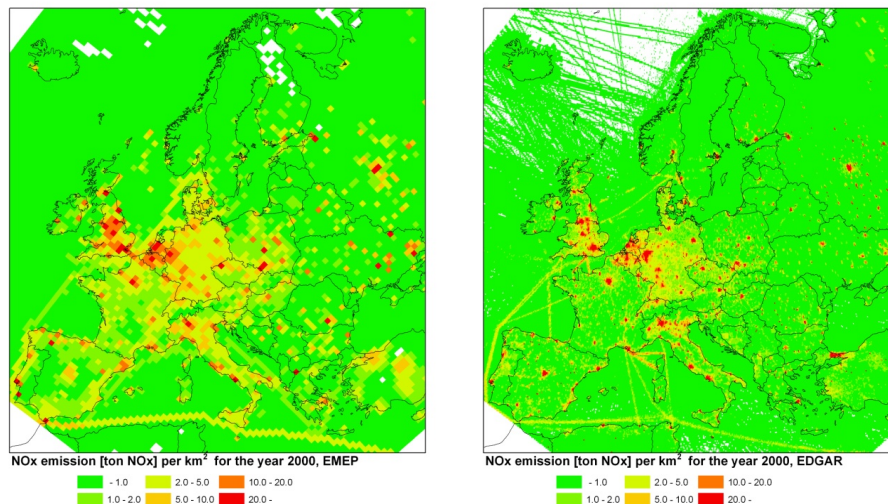 NOx emission [ton NOx] per km² for the year 2000, EMEP
- 1.0 2.0 - 5.0 10.0 - 20.0
1.0 - 2.0 5.0 - 10.0 20.0 -
NOx emission [ton NOx] per km² for the year 2000, EDGAR
- 1.0 2.0 - 5.0 10.0 - 20.0
1.0 - 2.0 5.0 - 10.0 20.0 -